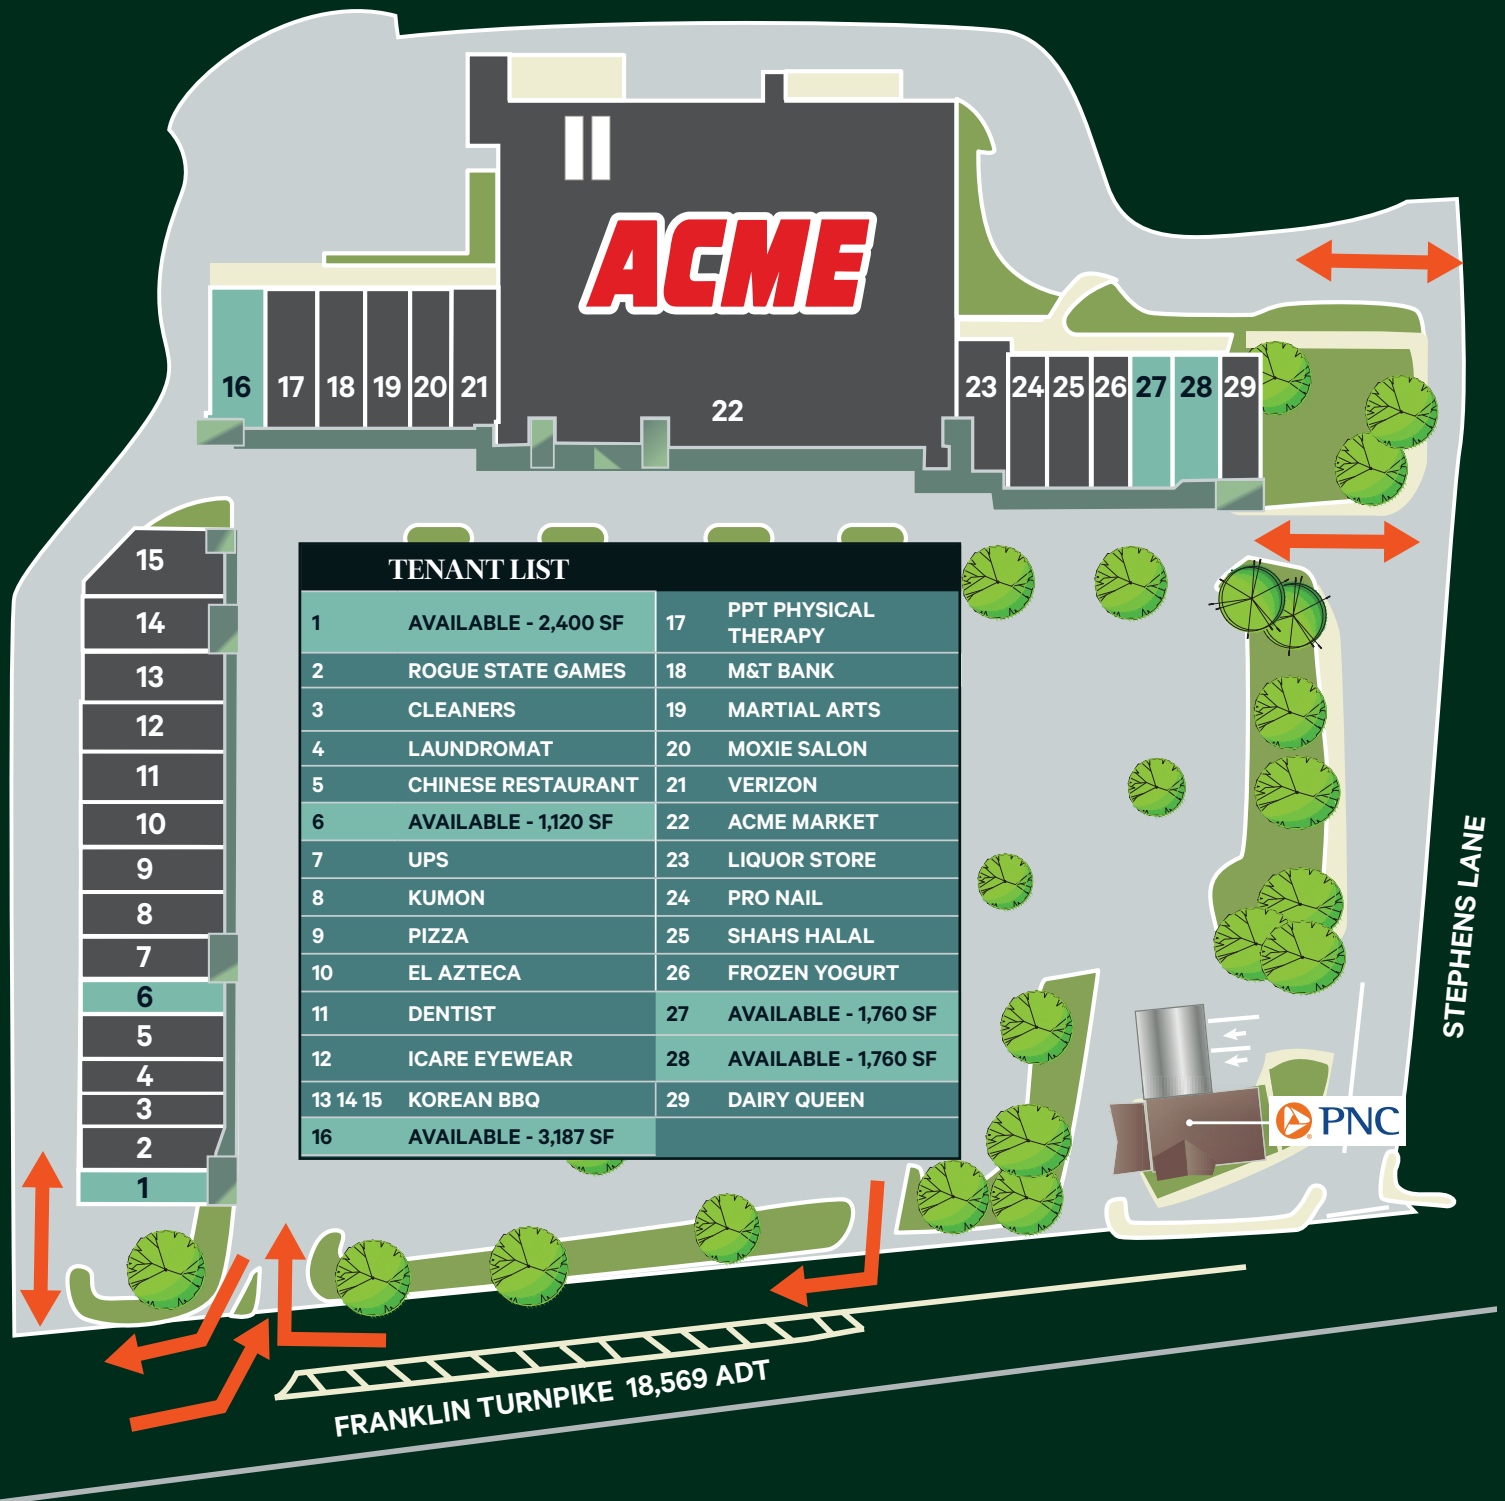 ACME
22
16 17 18 19 20 21
23 24 25 26 27 28 29
15
14
13
12
11
10
9
8
7
6
5
4
3
2
1
TENANT LIST
1 AVAILABLE - 2,400 SF
2 ROGUE STATE GAMES
3 CLEANERS
4 LAUNDROMAT
5 CHINESE RESTAURANT
6 AVAILABLE - 1,120 SF
7 UPS
8 KUMON
9 PIZZA
10 EL AZTECA
11 DENTIST
12 ICARE EYEWEAR
13 14 15 KOREAN BBQ
16 AVAILABLE - 3,187 SF
17 PPT PHYSICAL
THERAPY
18 M&T BANK
19 MARTIAL ARTS
20 MOXIE SALON
21 VERIZON
22 ACME MARKET
23 LIQUOR STORE
24 PRO NAIL
25 SHAHS HALAL
26 FROZEN YOGURT
27 AVAILABLE - 1,760 SF
28 AVAILABLE - 1,760 SF
29 DAIRY QUEEN
STEPHENS LANE
PNC
FRANKLIN TURNPIKE 18,569 ADT